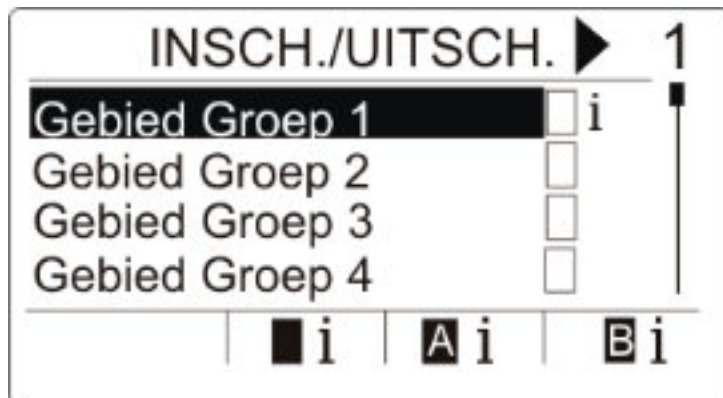 INSCH./UITSCH. ▶ 1
Gebied Groep 1 i
Gebied Groep 2
Gebied Groep 3
Gebied Groep 4
i A i B i